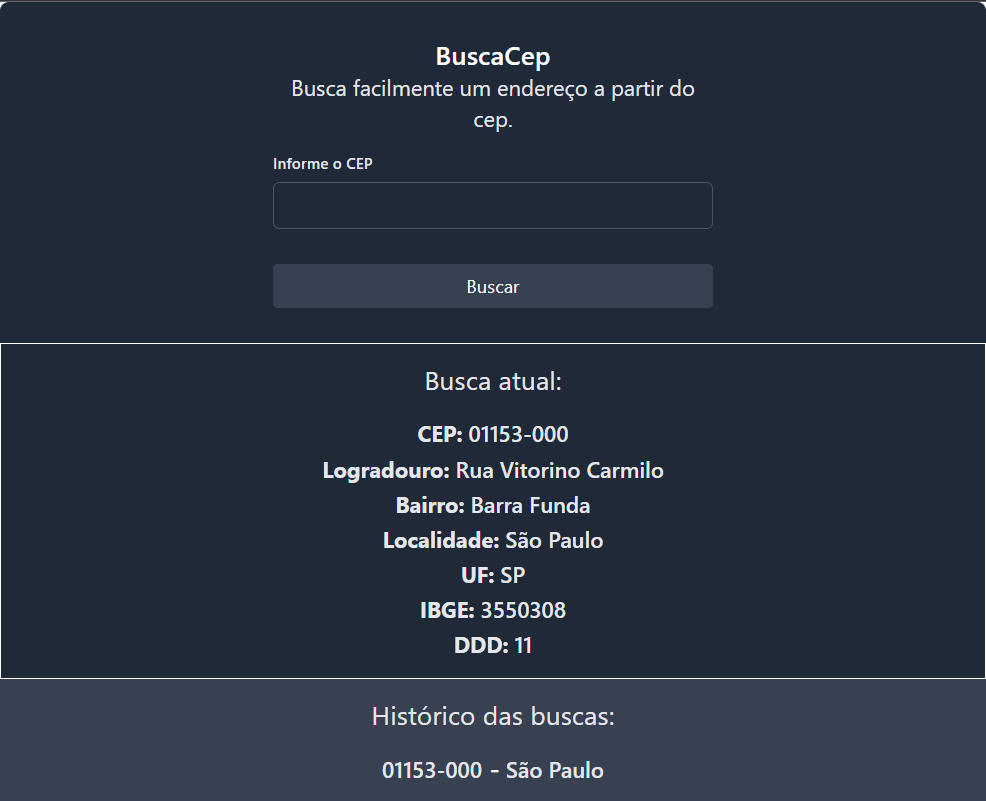 BuscaCep
Busca facilmente um endereço a partir do
cep.
Informe o CEP
Buscar
Busca atual:
CEP: 01153-000
Logradouro: Rua Vitorino Carmilo
Bairro: Barra Funda
Localidade: São Paulo
UF: SP
IBGE: 3550308
DDD: 11
Histórico das buscas:
01153-000 - São Paulo